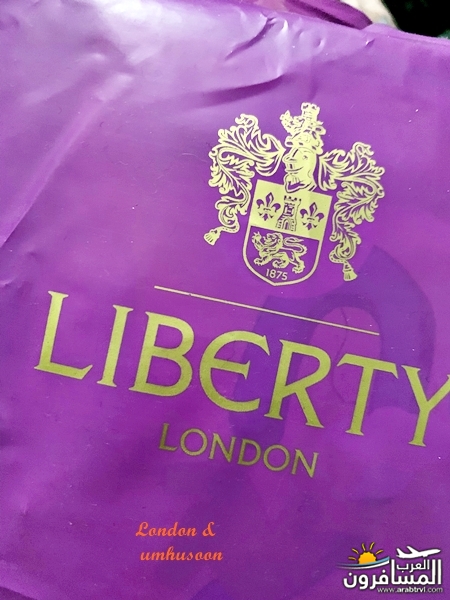 1875
LIBERTY
LONDON
London &
umhusoon
العرب
المسافرون
www.arabtrvl.com